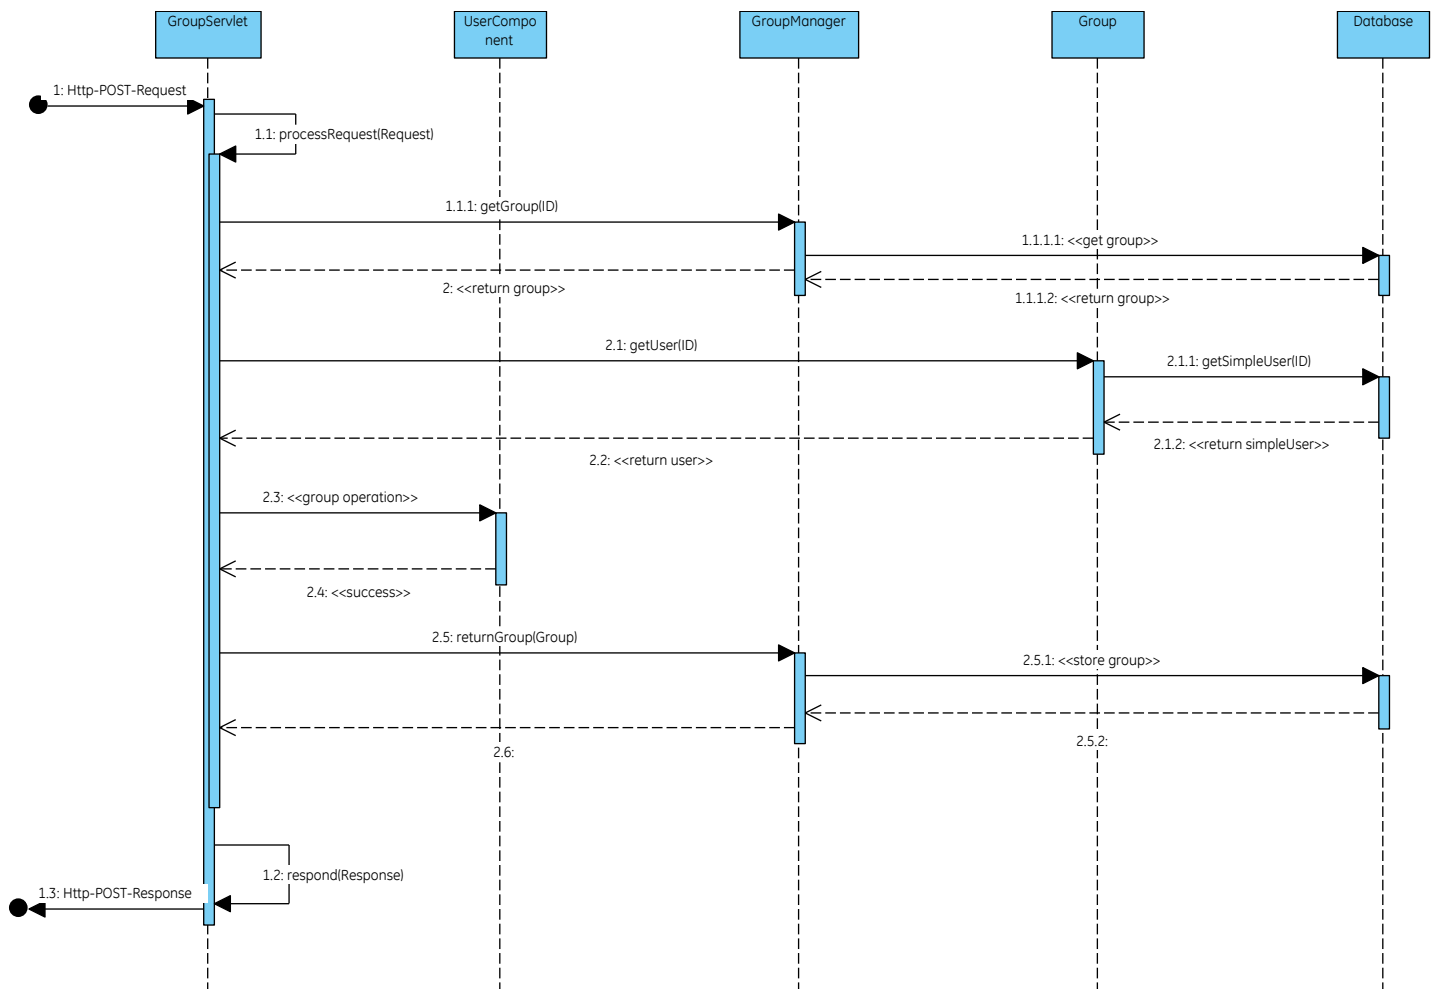 GroupServlet
UserCompo
nent
GroupManager
Group
Database
1: Http-POST-Request
1.1: processRequest(Request)
1.1.1: getGroup(ID)
1.1.1.1: <<get group>>
2: <<return group>>
1.1.1.2: <<return group>>
2.1: getUser(ID)
2.1.1: getSimpleUser(ID)
2.1.2: <<return simpleUser>>
2.2: <<return user>>
2.3: <<group operation>>
2.4: <<success>>
2.5: returnGroup(Group)
2.5.1: <<store group>>
2.5.2:
2.6:
1.2: respond(Response)
1.3: Http-POST-Response